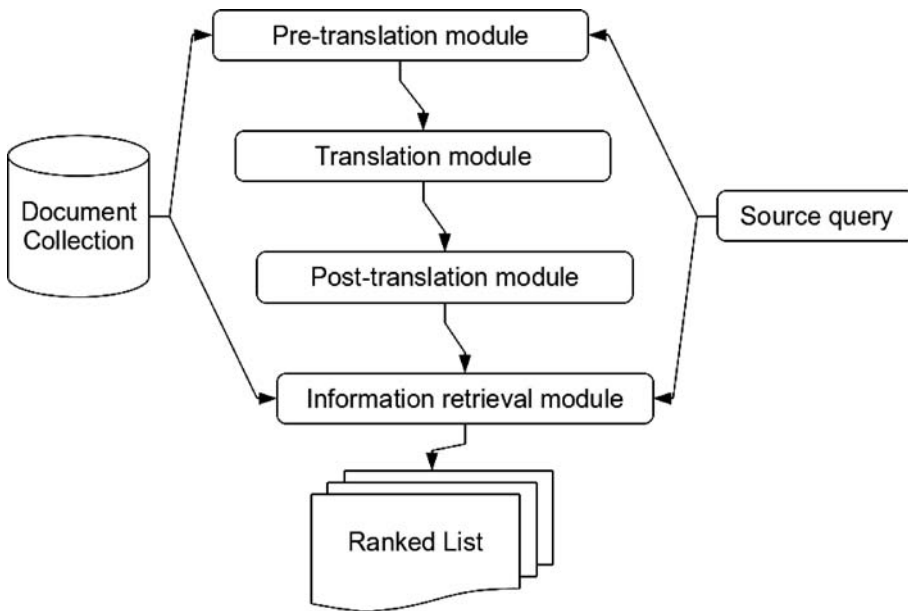 Pre-translation module
Translation module
Document
Collection
Source query
Post-translation module
Information retrieval module
Ranked List